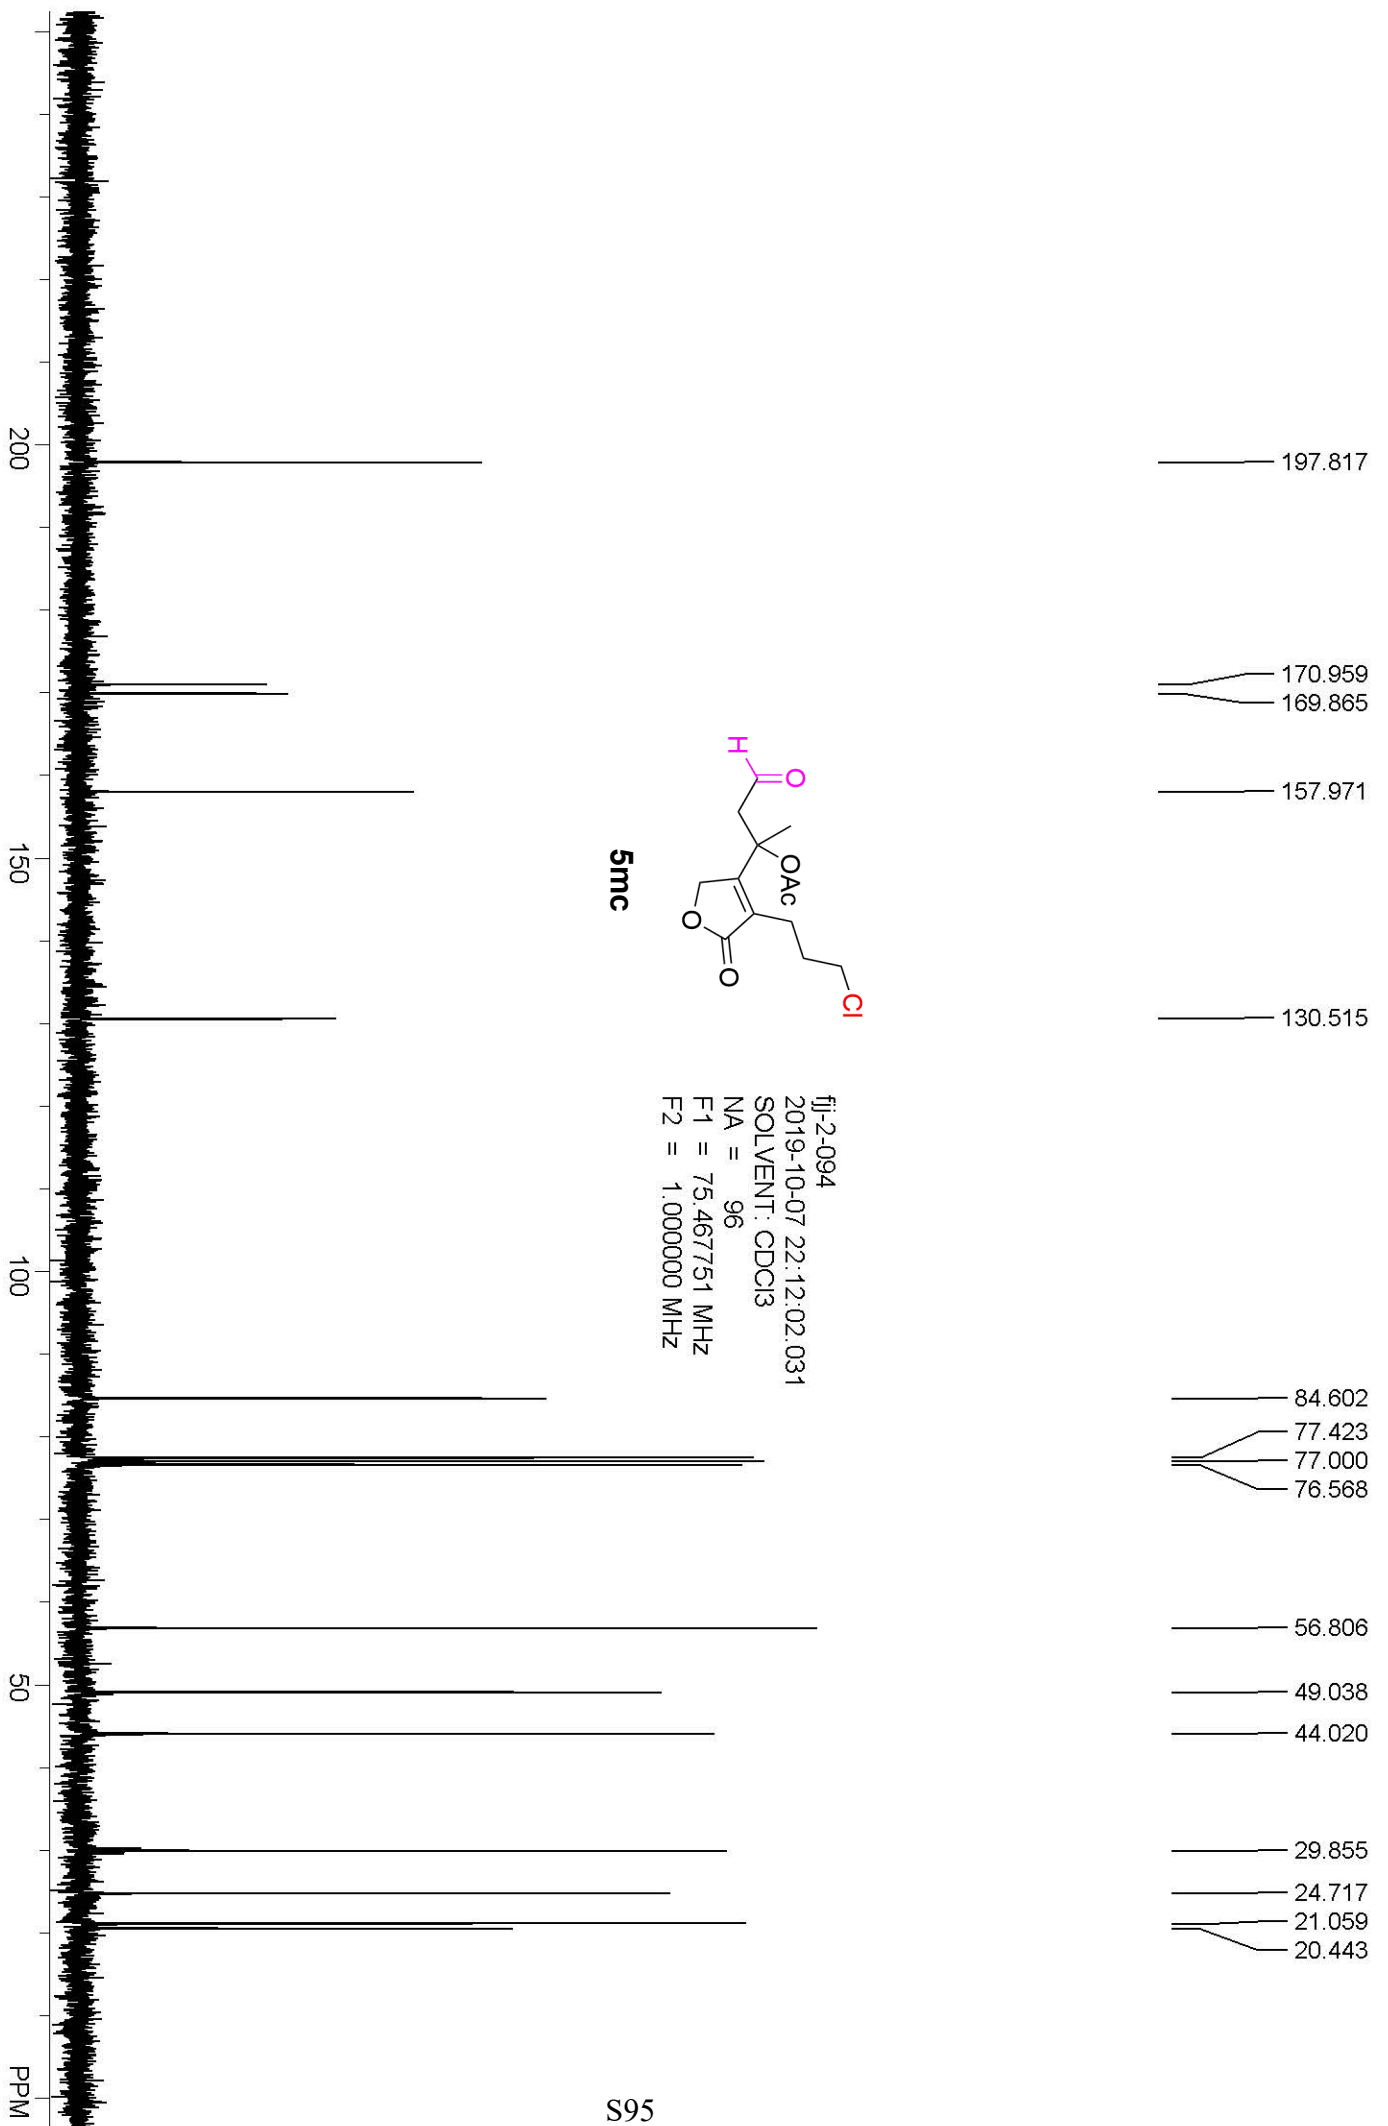 197.817
170.959
169.865
157.971
130.515
84.602
77.423
77.000
76.568
56.806
49.038
44.020
29.855
24.717
21.059
20.443
fjj-2-094
2019-10-07 22:12:02.031
SOLVENT: CDCl3
NA = 96
F1 = 75.467751 MHz
F2 = 1.000000 MHz
Cl
H
O
OAc
O
O
5mc
200
150
100
50
PPM
S95